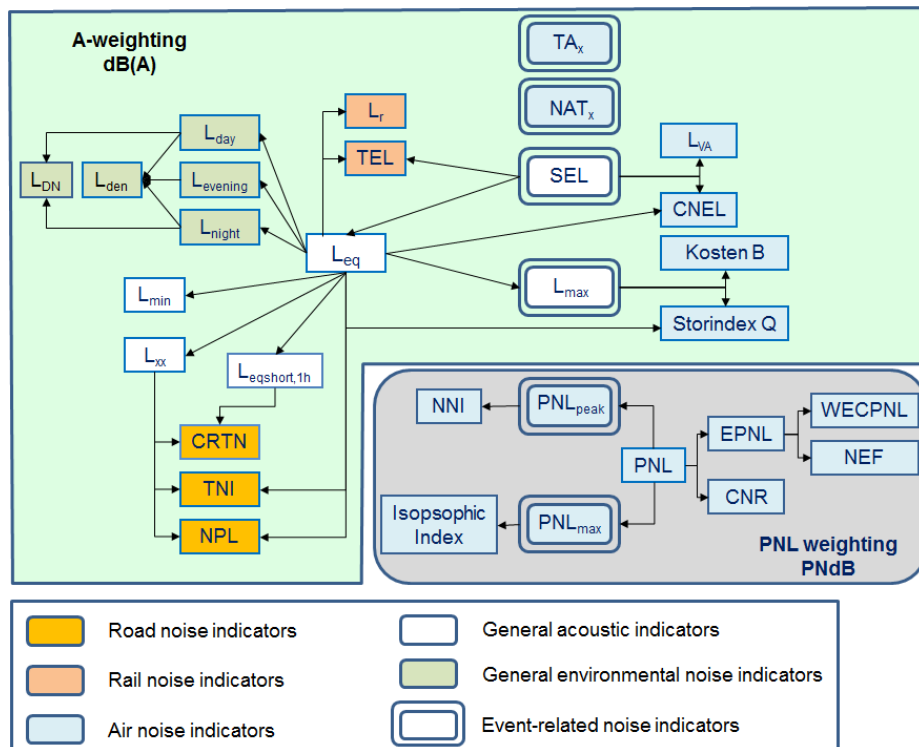 A-weighting
dB(A)
TAx
NATx
Lr
TEL
SEL
LVA
CNEL
Lday
LDN
Lden
Levening
Lnight
Leq
Kosten B
Lmax
Storindex Q
Lmin
Lxx
Leqshort,1h
CRTN
TNI
NPL
NNI
PNLpeak
WECPNL
EPNL
PNL
NEF
CNR
Isopsophic
Index
PNLmax
PNL weighting
PNdB
Road noise indicators
General acoustic indicators
Rail noise indicators
General environmental noise indicators
Air noise indicators
Event-related noise indicators